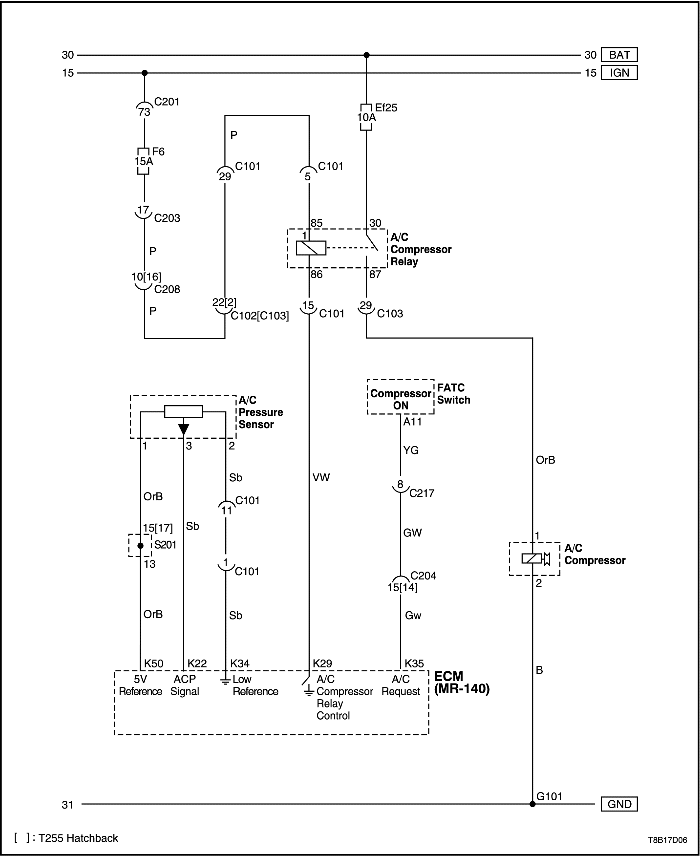 30
30 BAT
15
15 IGN
C201
73
Ef25
10A
F6
15A
P
C101
29
C101
5
17
C203
85
30
1
A/C
Compressor
Relay
P
10[16]
C208
86
87
P
22[2]
C102[C103]
15
C101
29
C103
A/C
Pressure
Sensor
Compressor
ON
FATC
Switch
A11
1
3
2
YG
OrB
Sb
VW
OrB
8
C217
Sb
C101
11
15[17]
S201
13
GW
1
A/C
Compressor
2
1
C101
C204
15[14]
OrB
Sb
Gw
K50
K22
K34
K29
K35
B
5V
Reference
ACP
Signal
Low
Reference
A/C
Compressor
Relay
Control
A/C
Request
ECM
(MR-140)
31
G101
GND
[ ] : T255 Hatchback
T8B17D06